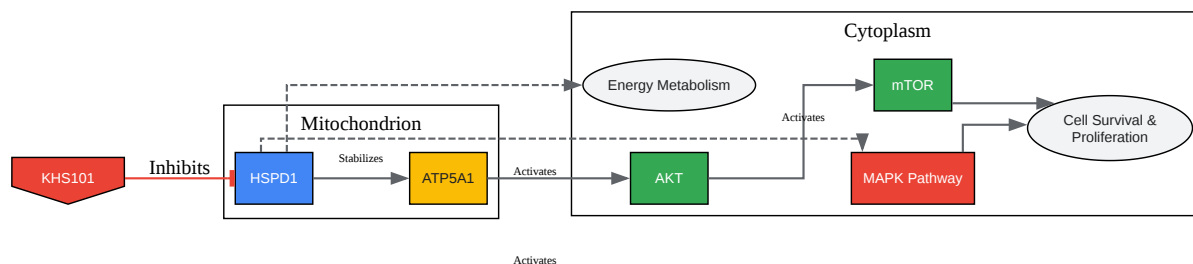 Cytoplasm
Energy Metabolism
mTOR
Activates
Cell Survival &
Proliferation
Mitochondrion
KHS101
Inhibits
HSPD1
Stabilizes
ATP5A1
Activates
AKT
MAPK Pathway
Activates